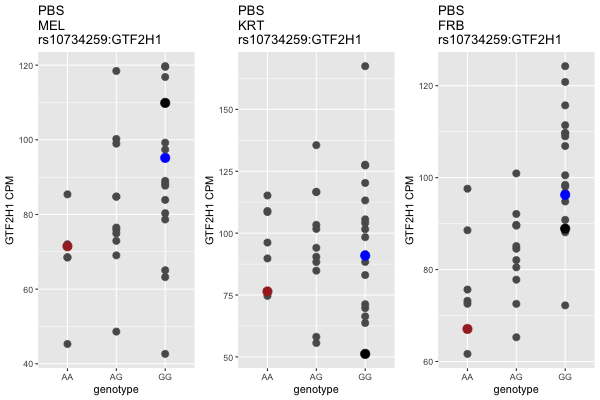 PBS
MEL
rs10734259:GTF2H1
120
100
80
60
40
GTF2H1 CPM
AA
AG
GG
genotype
PBS
KRT
rs10734259:GTF2H1
150
125
100
75
50
GTF2H1 CPM
AA
AG
GG
genotype
PBS
FRB
rs10734259:GTF2H1
120
100
80
60
GTF2H1 CPM
AA
AG
GG
genotype